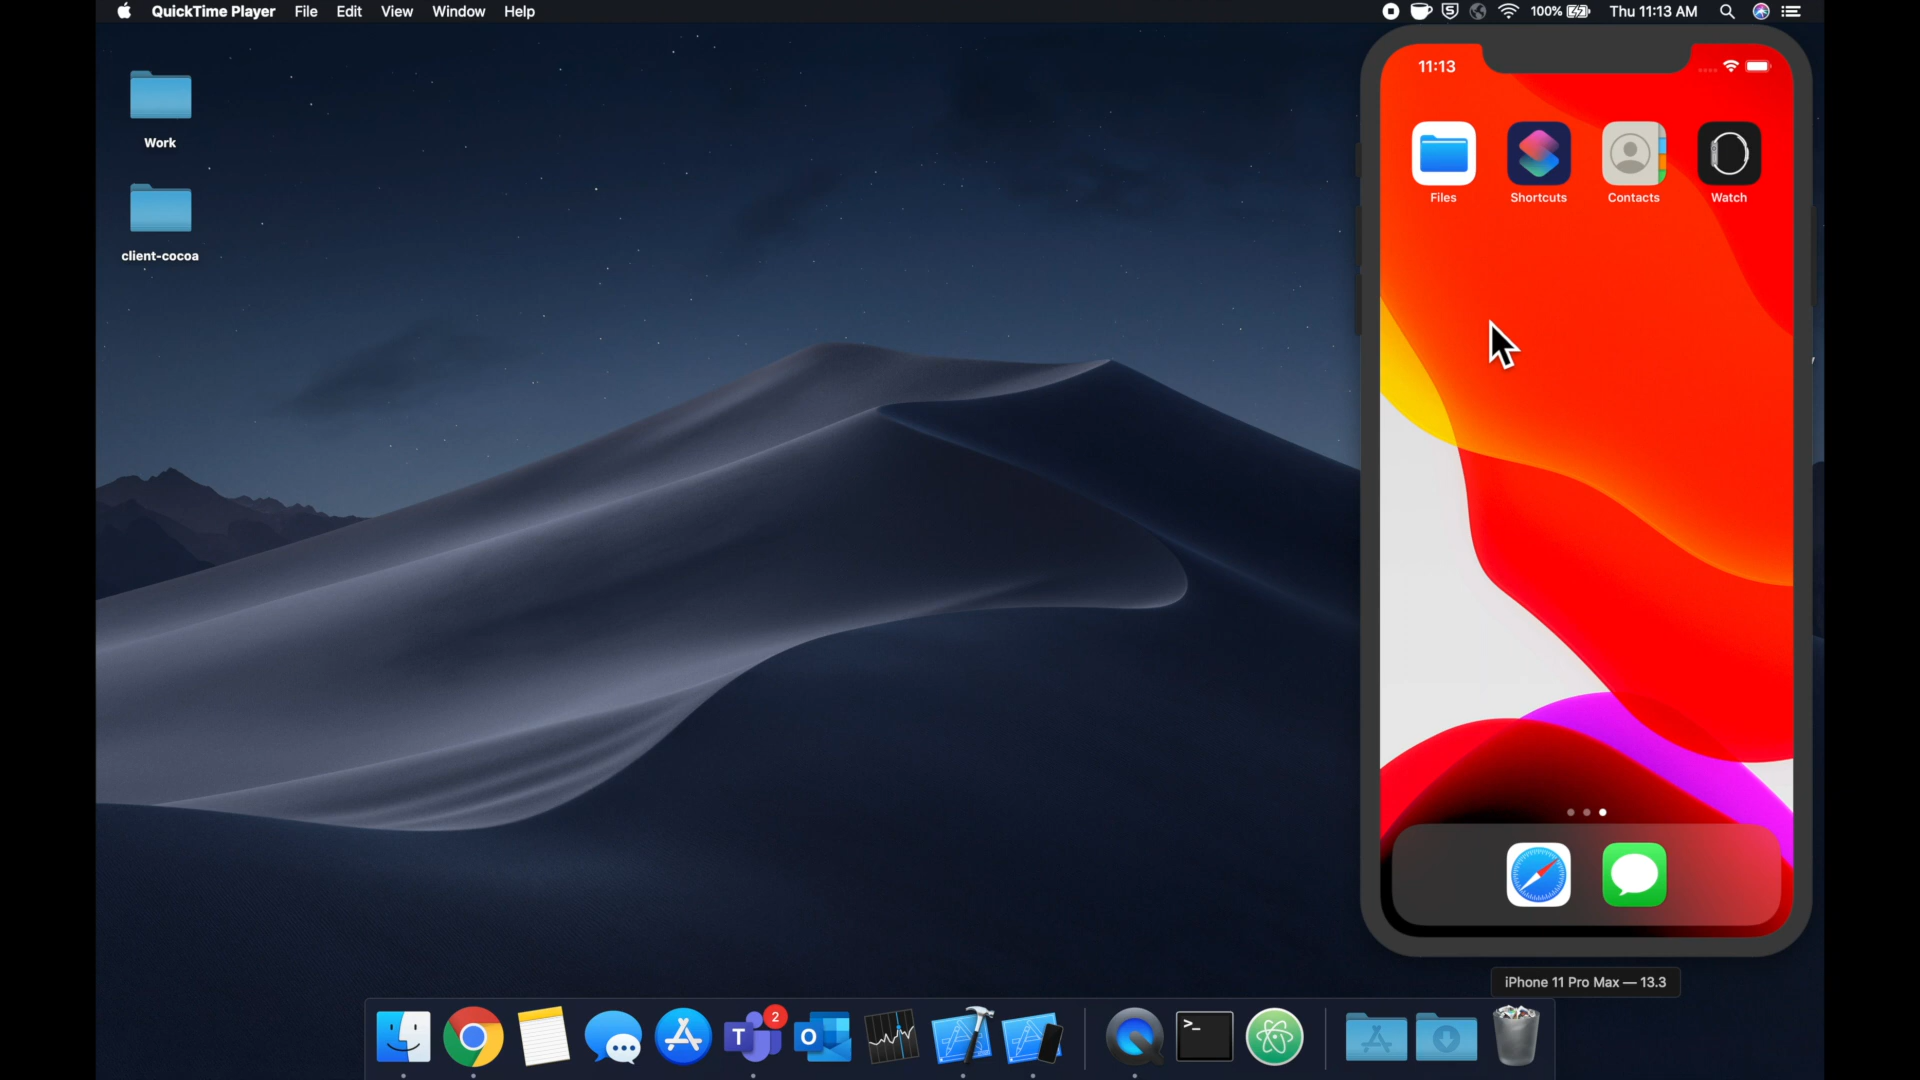 QuickTime Player File Edit View Window Help 100% Thu 11:13 AM
Work
client-cocoa
11:13
Files Shortcuts Contacts Watch
iPhone 11 Pro Max — 13.3
2
T
O
>_